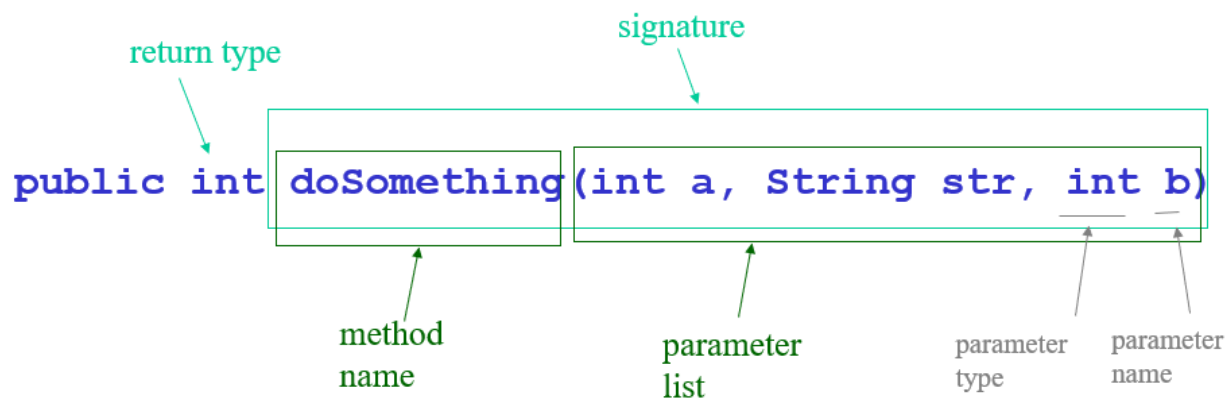 signature
return type
public int doSomething(int a, String str, int b)
method
name
parameter
list
parameter
type
parameter
name